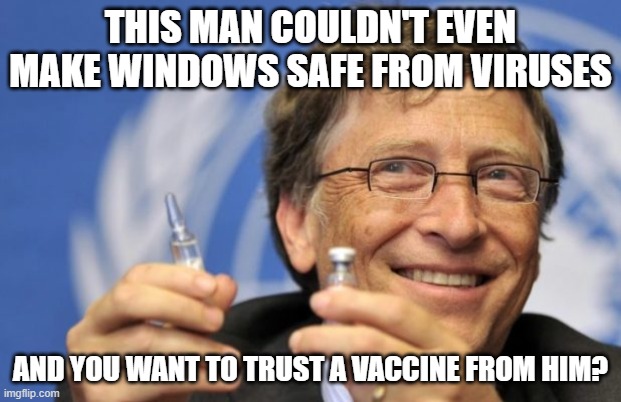 THIS MAN COULDN'T EVEN
MAKE WINDOWS SAFE FROM VIRUSES
AND YOU WANT TO TRUST A VACCINE FROM HIM?
imgflip.com